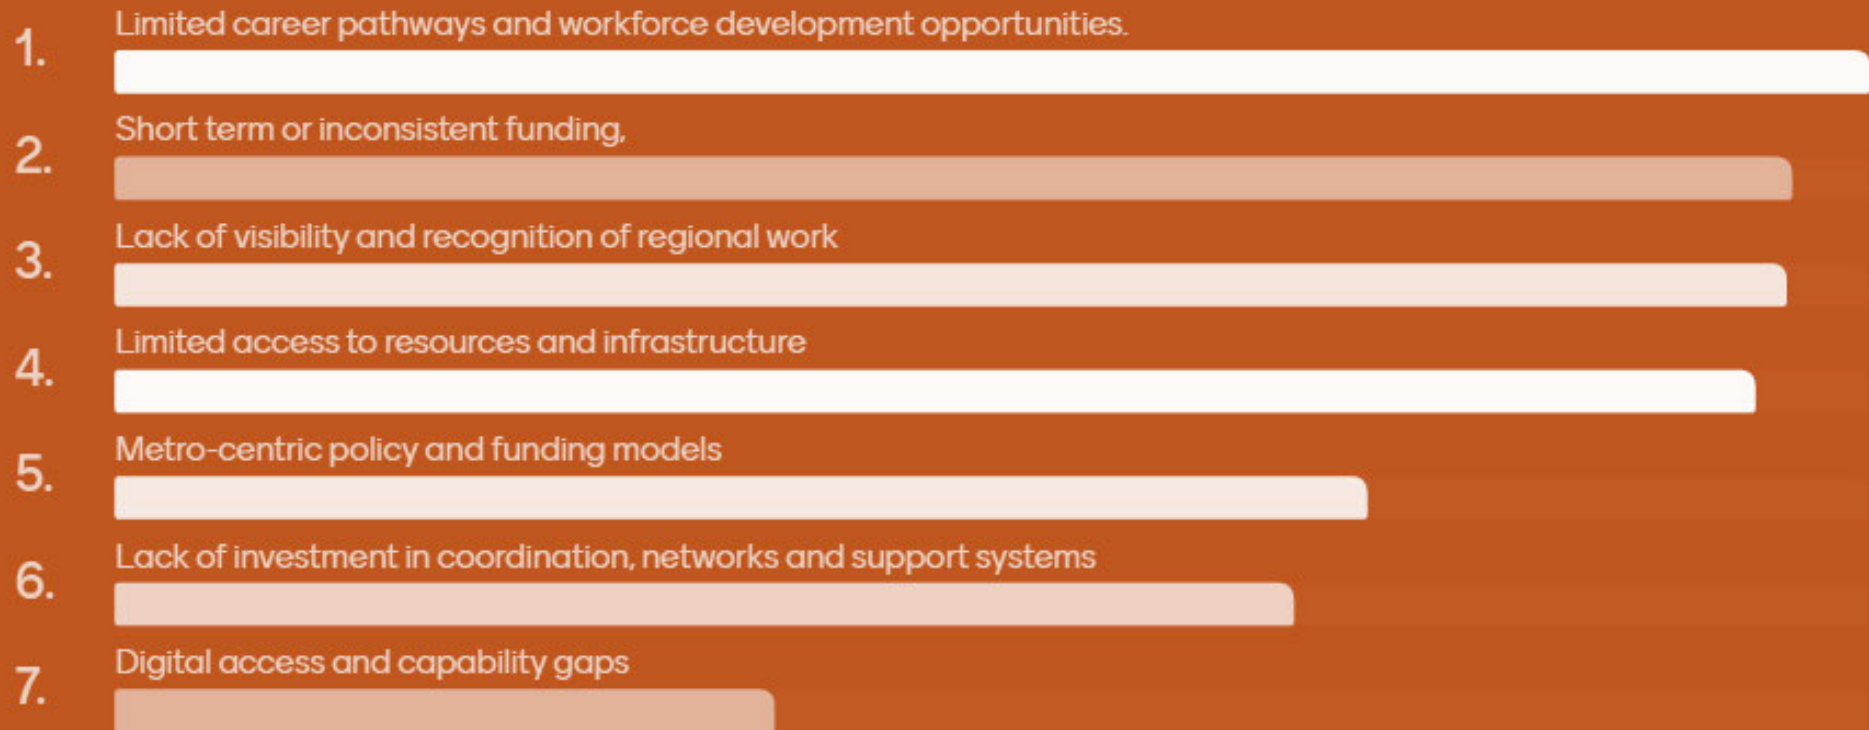 1. Limited career pathways and workforce development opportunities.
2. Short term or inconsistent funding,
3. Lack of visibility and recognition of regional work
4. Limited access to resources and infrastructure
5. Metro-centric policy and funding models
6. Lack of investment in coordination, networks and support systems
7. Digital access and capability gaps